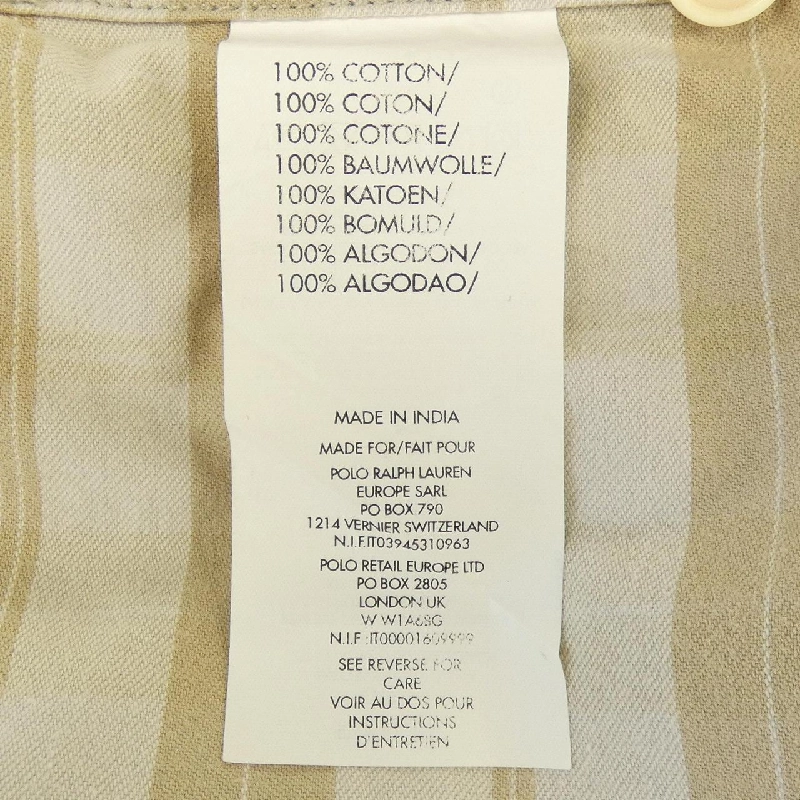 100% COTTON/
100% COTON/
100% COTONE/
100% BAUMWOLLE/
100% KATOEN/
100% BOMULD/
100% ALGODON/
100% ALGODAO/
MADE IN INDIA
MADE FOR/FAIT POUR
POLO RALPH LAUREN
EUROPE SARL
PO BOX 790
1214 VERNIER SWITZERLAND
N.I.F.IT03945310963
POLO RETAIL EUROPE LTD
PO BOX 2805
LONDON UK
W W1A6BG
N.I.F :IT00001609999
SEE REVERSE FOR
CARE
VOIR AU DOS POUR
INSTRUCTIONS
D'ENTRETIEN